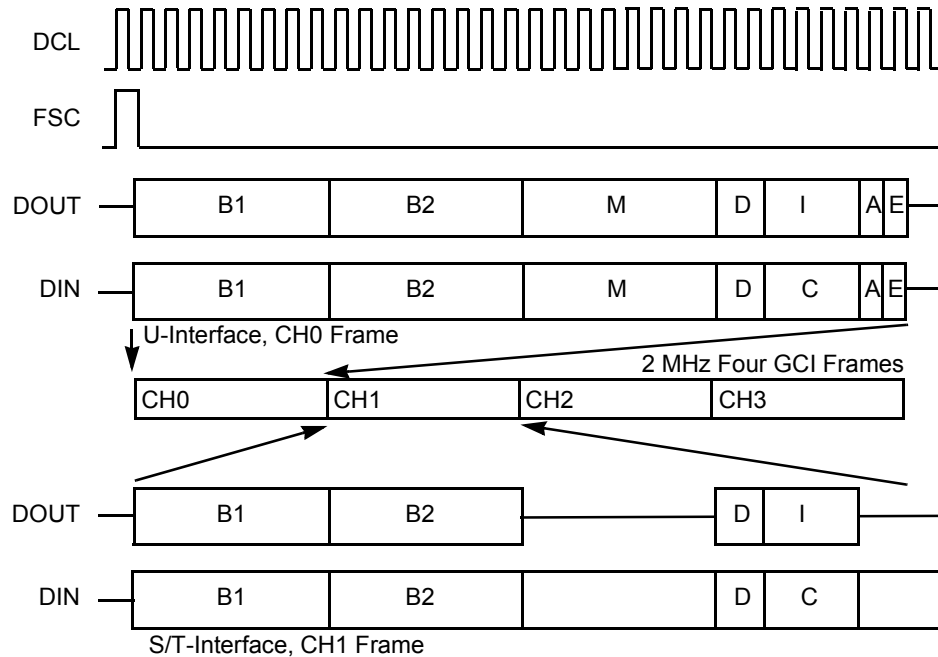 DCL
FSC
DOUT B1 B2 M D I A E
DIN B1 B2 M D C A E
U-Interface, CH0 Frame
2 MHz Four GCI Frames
CH0 CH1 CH2 CH3
DOUT B1 B2 D I
DIN B1 B2 D C
S/T-Interface, CH1 Frame